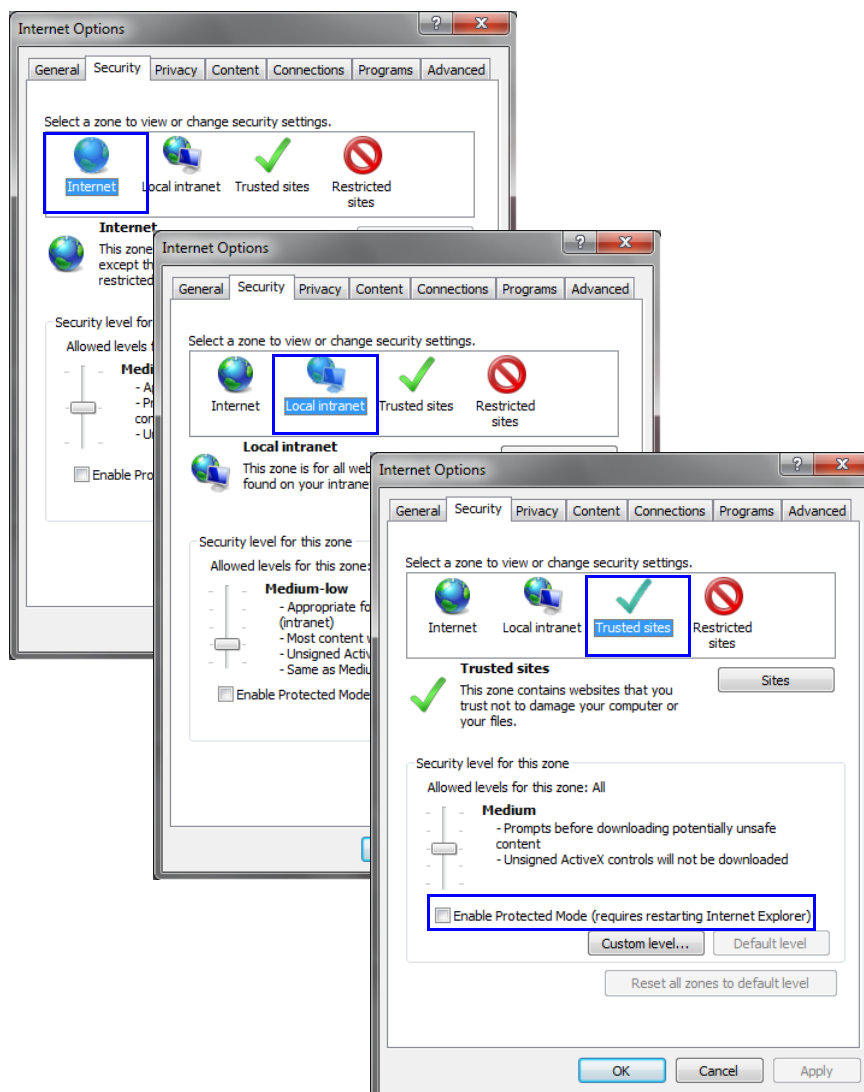 Internet Options
General Security Privacy Content Connections Programs Advanced
Select a zone to view or change security settings.
Internet Local intranet Trusted sites Restricted
sites
Internet
This zone
except th
restricted
Security level for
Allowed levels f
Medi
- A
- Pr
con
- U
Enable Pro
Internet Options
General Security Privacy Content Connections Programs Advanced
Select a zone to view or change security settings.
Internet Local intranet Trusted sites Restricted
sites
Local intranet
This zone is for all web
found on your intrane
Security level for this zone
Allowed levels for this zone:
Medium-low
- Appropriate fo
(intranet)
- Most content w
- Unsigned Activ
- Same as Mediu
Enable Protected Mode
Internet Options
General Security Privacy Content Connections Programs Advanced
Select a zone to view or change security settings.
Internet Local intranet Trusted sites Restricted
sites
Trusted sites
Sites
This zone contains websites that you
trust not to damage your computer or
your files.
Security level for this zone
Allowed levels for this zone: All
Medium
- Prompts before downloading potentially unsafe
content
- Unsigned ActiveX controls will not be downloaded
Enable Protected Mode (requires restarting Internet Explorer)
Custom level... Default level
Reset all zones to default level
OK Cancel Apply